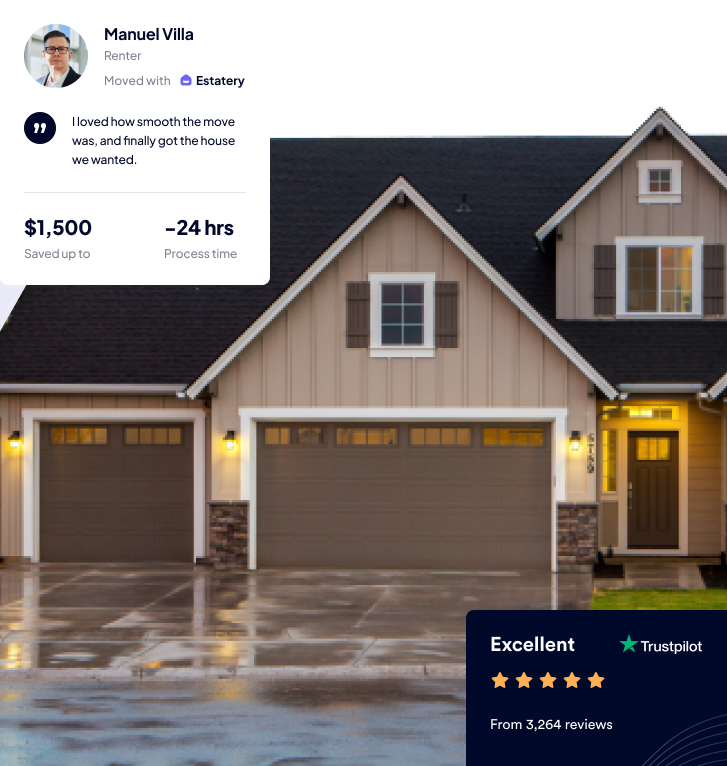 Manuel Villa
Renter
Moved with Estatery
I loved how smooth the move
was, and finally got the house
we wanted.
$1,500
-24 hrs
Saved up to
Process time
Excellent
Trustpilot
From 3,264 reviews